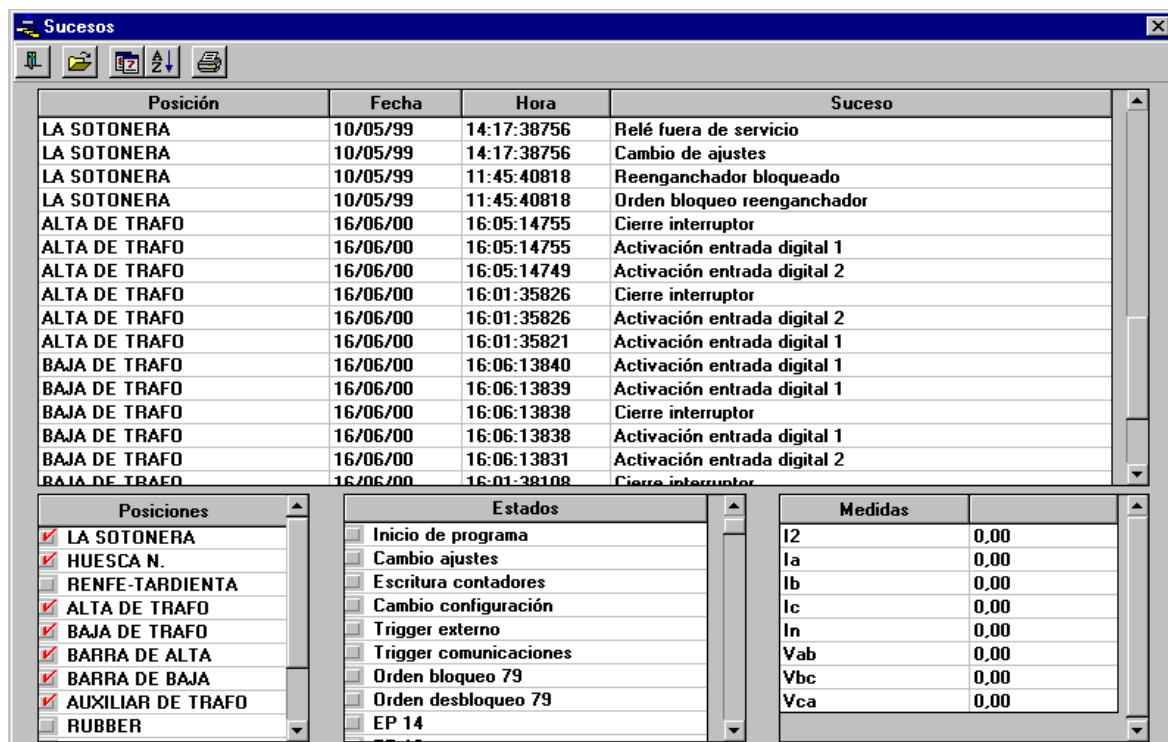 Sucesos
Posición Fecha Hora Suceso
LA SOTONERA 10/05/99 14:17:38756 Relé fuera de servicio
LA SOTONERA 10/05/99 14:17:38756 Cambio de ajustes
LA SOTONERA 10/05/99 11:45:40818 Reenganchador bloqueado
LA SOTONERA 10/05/99 11:45:40818 Orden bloqueo reenganchador
ALTA DE TRAFO 16/06/00 16:05:14755 Cierre interruptor
ALTA DE TRAFO 16/06/00 16:05:14755 Activación entrada digital 1
ALTA DE TRAFO 16/06/00 16:05:14749 Activación entrada digital 2
ALTA DE TRAFO 16/06/00 16:01:35826 Cierre interruptor
ALTA DE TRAFO 16/06/00 16:01:35826 Activación entrada digital 2
ALTA DE TRAFO 16/06/00 16:01:35821 Activación entrada digital 1
BAJA DE TRAFO 16/06/00 16:06:13840 Activación entrada digital 1
BAJA DE TRAFO 16/06/00 16:06:13839 Activación entrada digital 1
BAJA DE TRAFO 16/06/00 16:06:13838 Cierre interruptor
BAJA DE TRAFO 16/06/00 16:06:13838 Activación entrada digital 1
BAJA DE TRAFO 16/06/00 16:06:13831 Activación entrada digital 2
BAJA DE TRAFO 16/06/00 16:01:38108 Cierre interruptor
Posiciones
LA SOTONERA
HUESCA N.
RENFE-TARDIENTA
ALTA DE TRAFO
BAJA DE TRAFO
BARRA DE ALTA
BARRA DE BAJA
AUXILIAR DE TRAFO
RUBBER
Estados
Inicio de programa
Cambio ajustes
Escritura contadores
Cambio configuración
Trigger externo
Trigger comunicaciones
Orden bloqueo 79
Orden desbloqueo 79
EP 14
Medidas
I2 0,00
Ia 0,00
Ib 0,00
Ic 0,00
In 0,00
Vab 0,00
Vbc 0,00
Vca 0,00